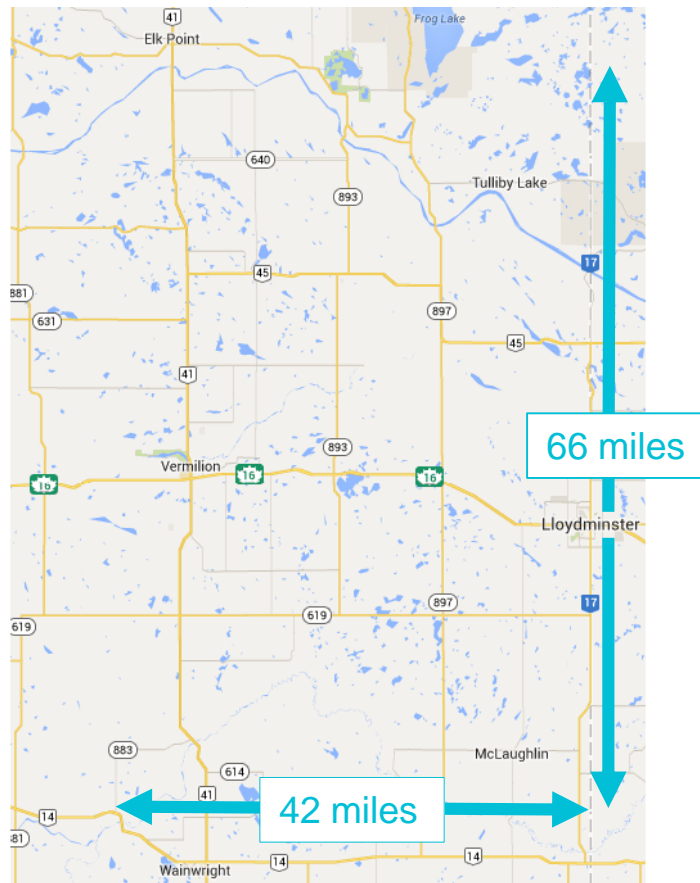 41
Frog Lake
Elk Point
640
Tulliby Lake
893
17
45
881
897
631
45
41
66 miles
893
Vermilion
16
16
16
Lloydminster
897
17
619
619
883
McLaughlin
614
41
42 miles
14
881
14
14
Wainwright